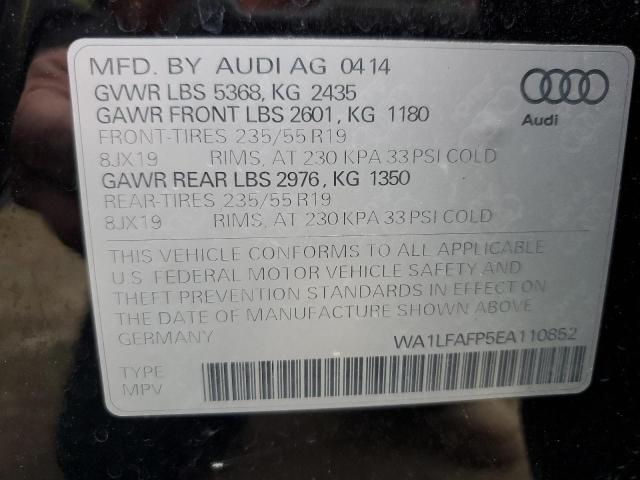 MFD. BY AUDI AG 0414
GVWR LBS 5368, KG 2435
GAWR FRONT LBS 2601, KG 1180
FRONT-TIRES 235/55 R19
8JX19 RIMS, AT 230 KPA 33 PSI COLD
GAWR REAR LBS 2976, KG 1350
REAR-TIRES 235/55 R19
8JX19 RIMS, AT 230 KPA 33 PSI COLD
Audi
THIS VEHICLE CONFORMS TO ALL APPLICABLE
U.S. FEDERAL MOTOR VEHICLE SAFETY AND
THEFT PREVENTION STANDARDS IN EFFECT ON
THE DATE OF MANUFACTURE SHOWN ABOVE
GERMANY WA1LFAFP5EA110852
TYPE
MPV